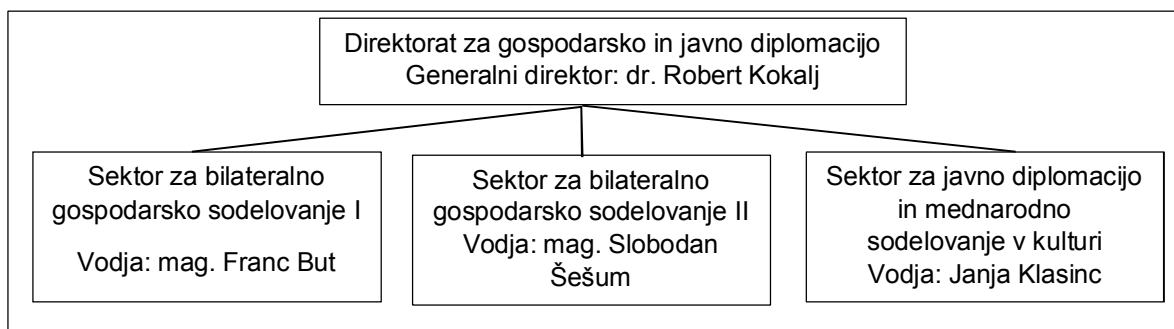 Direktorat za gospodarsko in javno diplomacijo
Generalni direktor: dr. Robert Kokalj
Sektor za bilateralno
gospodarsko sodelovanje I
Vodja: mag. Franc But
Sektor za bilateralno
gospodarsko sodelovanje II
Vodja: mag. Slobodan
Šešum
Sektor za javno diplomacijo
in mednarodno
sodelovanje v kulturi
Vodja: Janja Klasinc